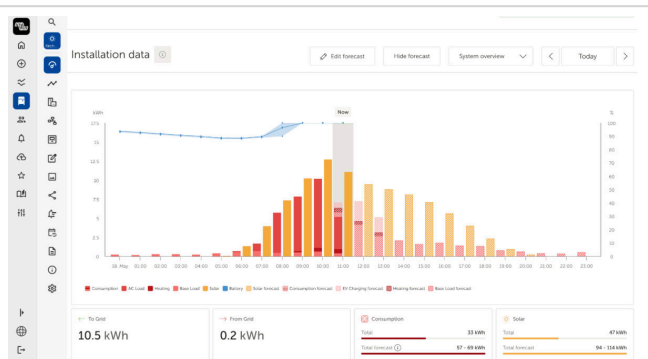 Installation data
Edit forecast
Hide forecast
System overview
Today
kWh
Now
%
17.5
100
90
15
80
12.5
70
10
60
50
7.5
40
5
30
20
2.5
10
0
0
18. May 01:00 02:00 03:00 04:00 05:00 06:00 07:00 08:00 09:00 10:00 11:00 12:00 13:00 14:00 15:00 16:00 17:00 18:00 19:00 20:00 21:00 22:00 23:00
Consumption AC Load Heating Base Load Solar Battery Solar forecast Consumption forecast EV Charging forecast Heating forecast Base Load forecast
To Grid
10.5 kWh
From Grid
0.2 kWh
Consumption
Total 33 kWh
Total forecast 57 - 69 kWh
Solar
Total 47 kWh
Total forecast 94 - 114 kWh